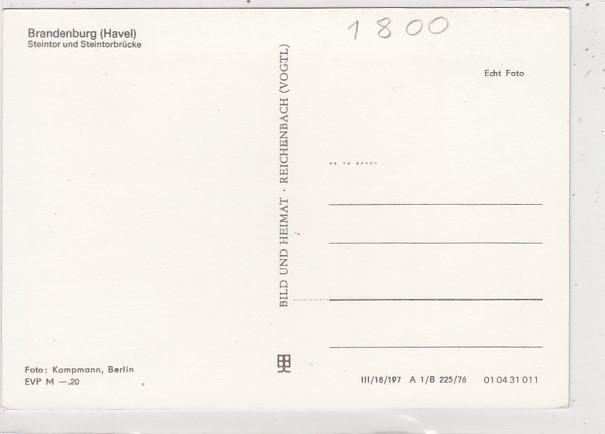 1800
Brandenburg (Havel)
Steintor und Steintorbrücke
Echt Foto
BILD UND HEIMAT · REICHENBACH (VOGTL)
Foto: Kampmann, Berlin
EVP M —.20
III/18/197 A 1/B 225/76 01 04 31 011